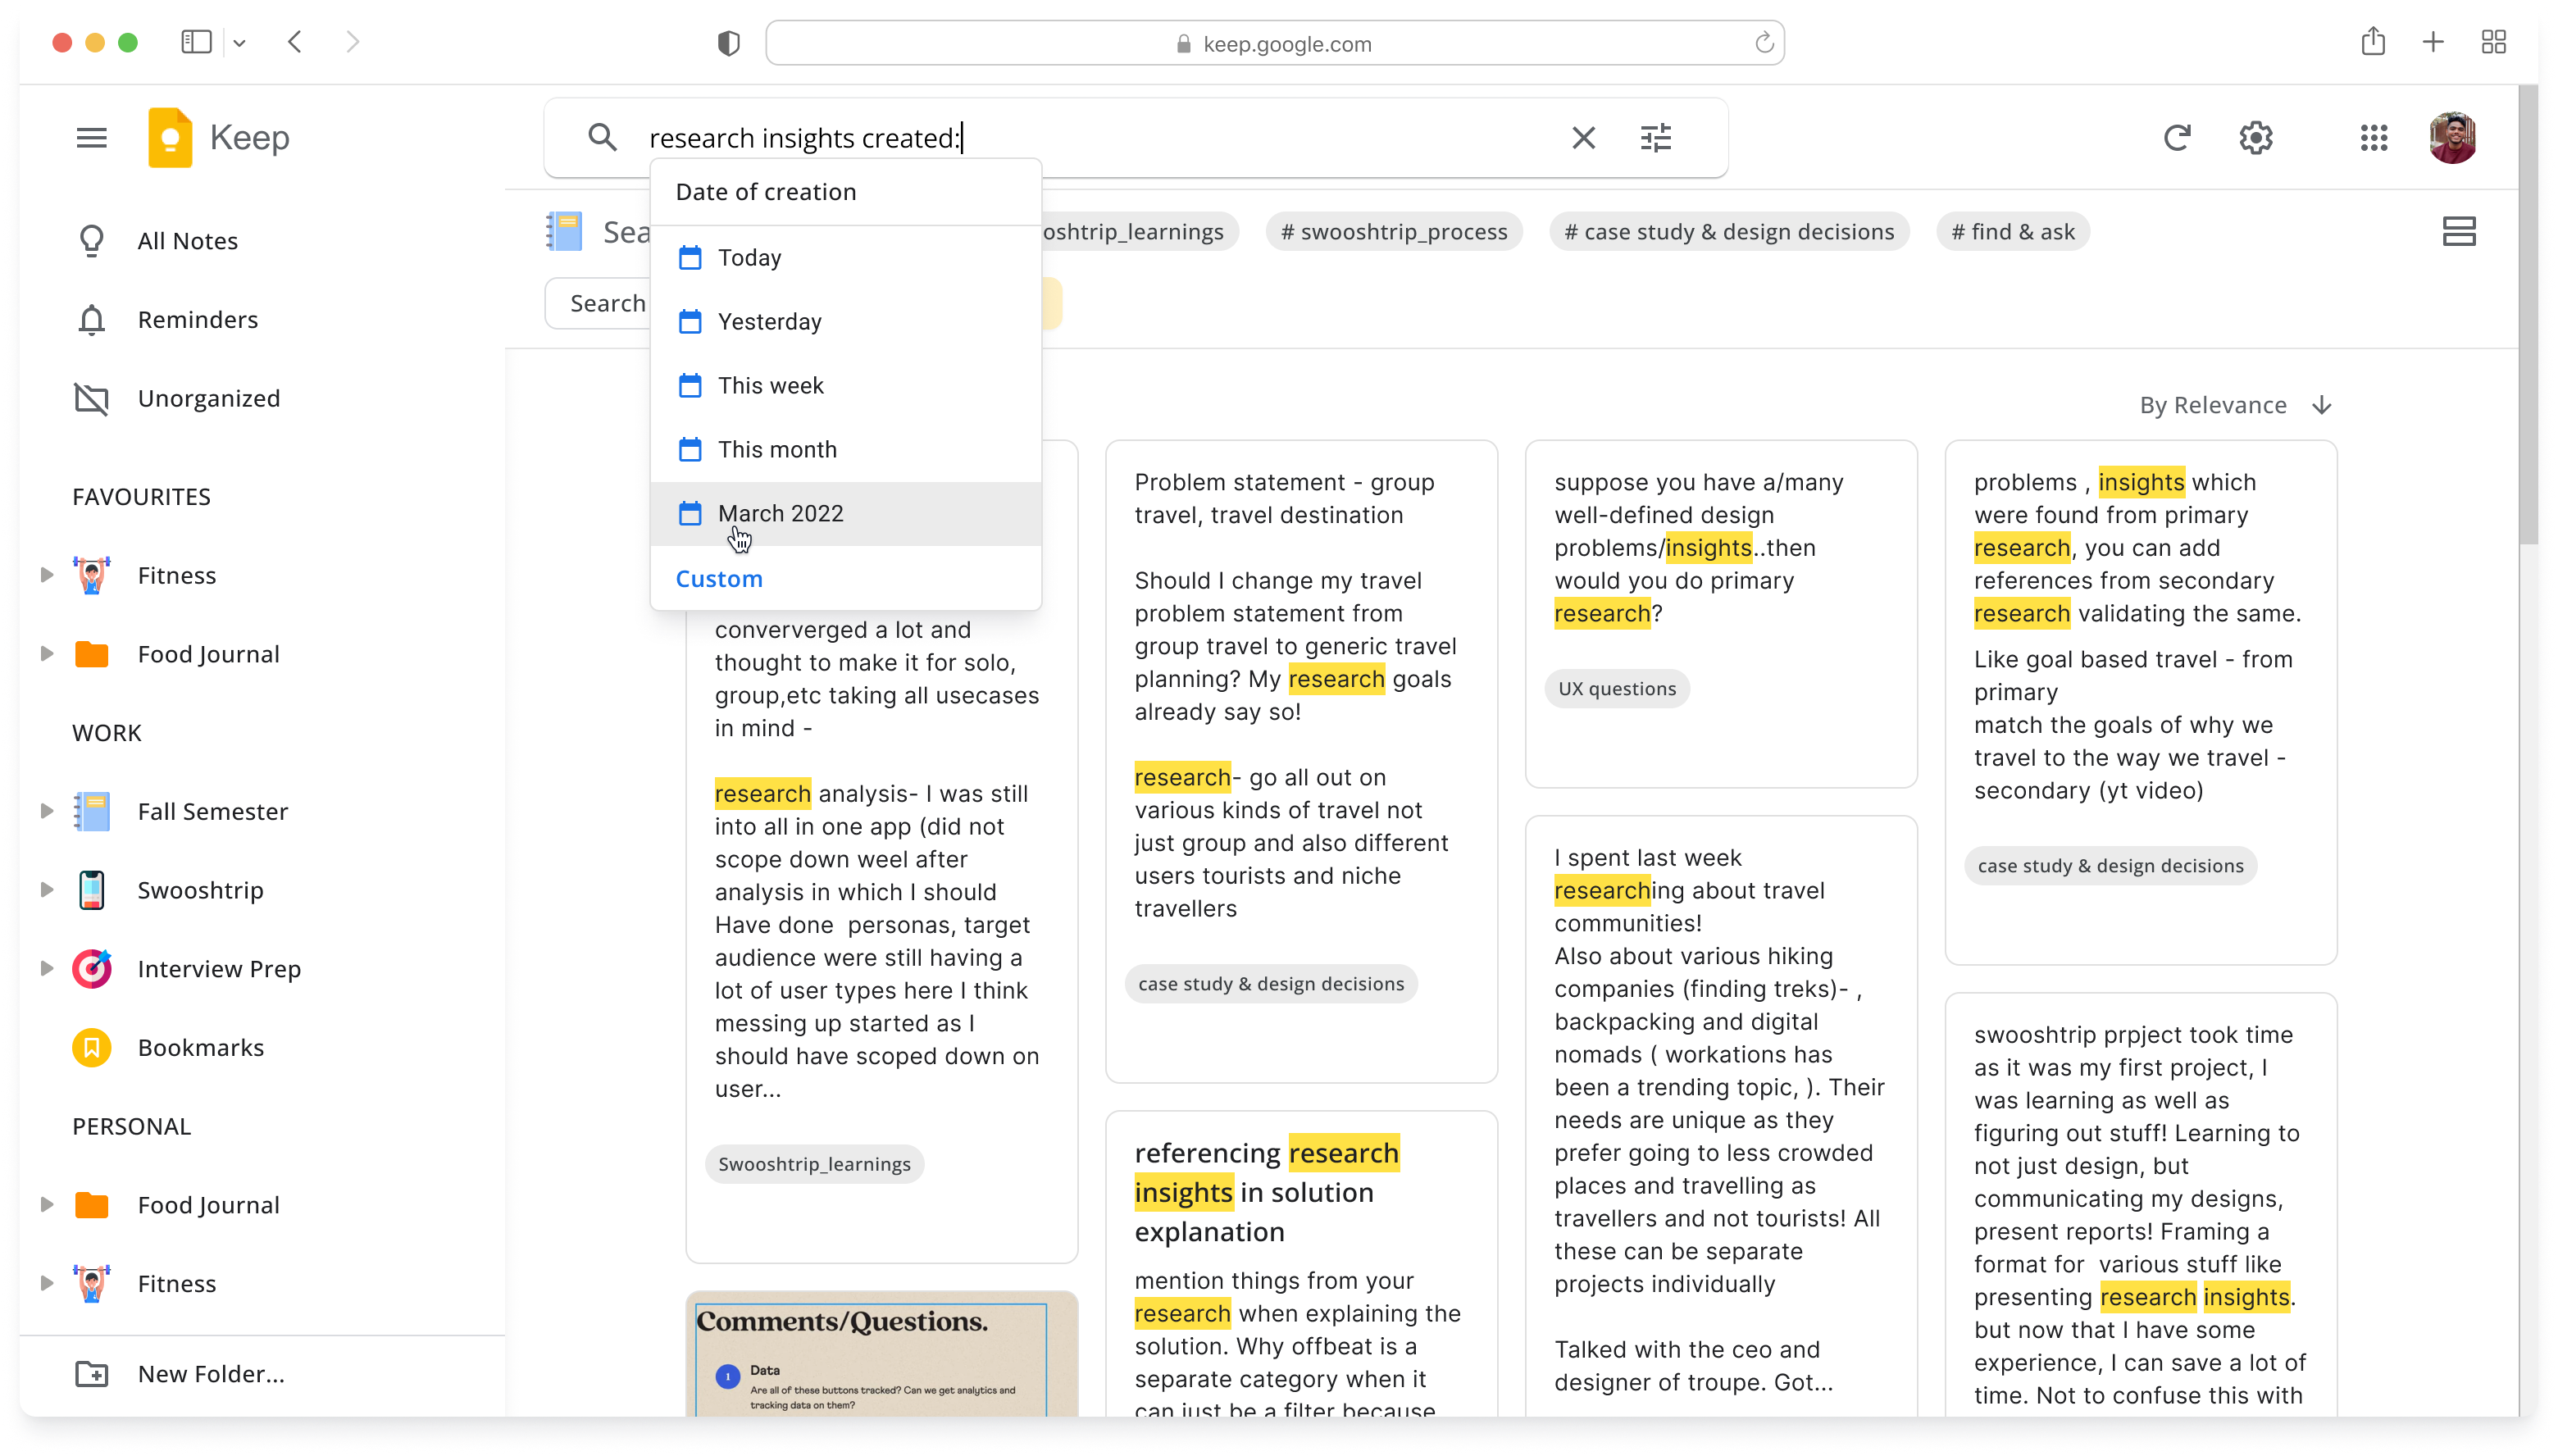 keep.google.com
Keep
research insights created:
All Notes
Reminders
Unorganized
FAVOURITES
Fitness
Food Journal
WORK
Fall Semester
Swooshtrip
Interview Prep
Bookmarks
PERSONAL
Food Journal
Fitness
New Folder...
Date of creation
Today
Yesterday
This week
This month
March 2022
Custom
Sea
oshtrip_learnings
# swooshtrip_process
# case study & design decisions
# find & ask
Search
By Relevance
conververged a lot and
thought to make it for solo,
group,etc taking all usecases
in mind -
research analysis- I was still
into all in one app (did not
scope down weel after
analysis in which I should
Have done  personas, target
audience were still having a
lot of user types here I think
messing up started as I
should have scoped down on
user...
Swooshtrip_learnings
Comments/Questions.
1
Data
Are all of these buttons tracked? Can we get analytics and
tracking data on them?
Problem statement - group
travel, travel destination
Should I change my travel
problem statement from
group travel to generic travel
planning? My research goals
already say so!
research- go all out on
various kinds of travel not
just group and also different
users tourists and niche
travellers
case study & design decisions
referencing research
insights in solution
explanation
mention things from your
research when explaining the
solution. Why offbeat is a
separate category when it
can just be a filter because
suppose you have a/many
well-defined design
problems/insights..then
would you do primary
research?
UX questions
I spent last week
researching about travel
communities!
Also about various hiking
companies (finding treks)- ,
backpacking and digital
nomads ( workations has
been a trending topic, ). Their
needs are unique as they
prefer going to less crowded
places and travelling as
travellers and not tourists! All
these can be separate
projects individually
Talked with the ceo and
designer of troupe. Got...
problems , insights which
were found from primary
research, you can add
references from secondary
research validating the same.
Like goal based travel - from
primary
match the goals of why we
travel to the way we travel -
secondary (yt video)
case study & design decisions
swooshtrip prpject took time
as it was my first project, I
was learning as well as
figuring out stuff! Learning to
not just design, but
communicating my designs,
present reports! Framing a
format for  various stuff like
presenting research insights.
but now that I have some
experience, I can save a lot of
time. Not to confuse this with